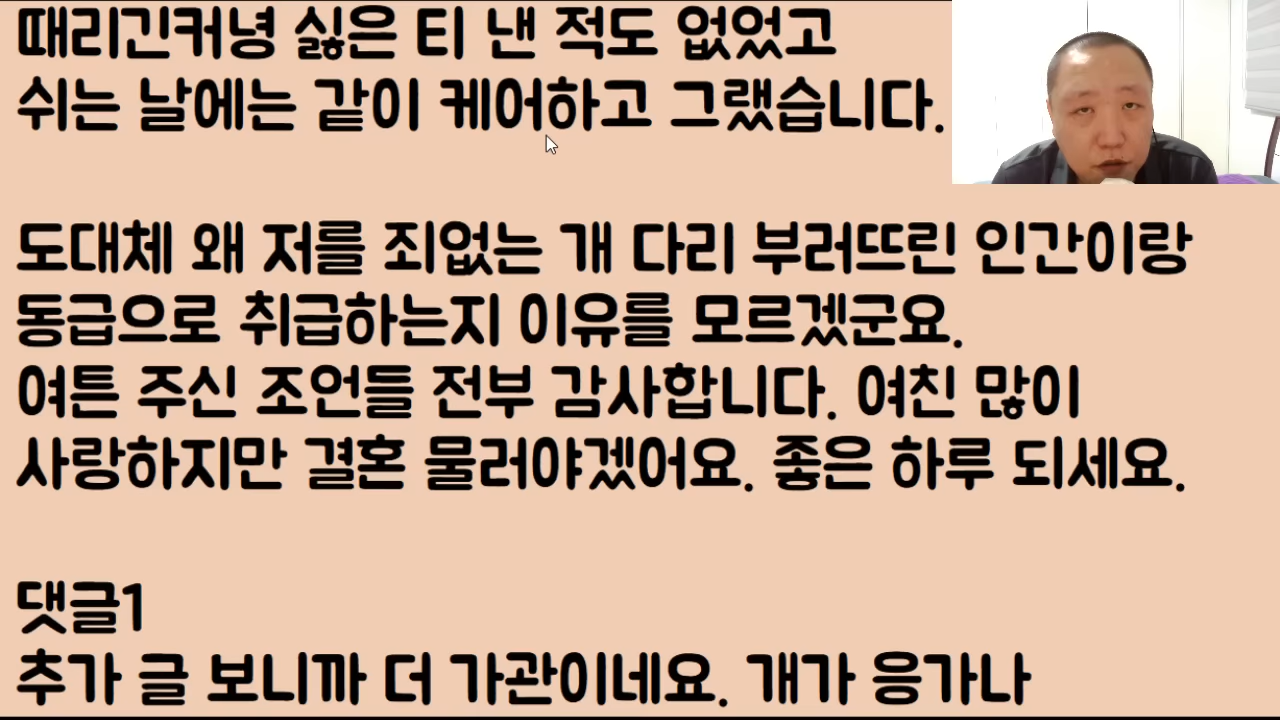 때리긴커녕 싫은 티 낸 적도 없었고
쉬는 날에는 같이 케어하고 그랬습니다.
도대체 왜 저를 죄없는 개 다리 부러뜨린 인간이랑
동급으로 취급하는지 이유를 모르겠군요.
여튼 주신 조언들 전부 감사합니다. 여친 많이
사랑하지만 결혼 물러야겠어요. 좋은 하루 되세요.
댓글1
추가 글 보니까 더 가관이네요. 개가 응가나